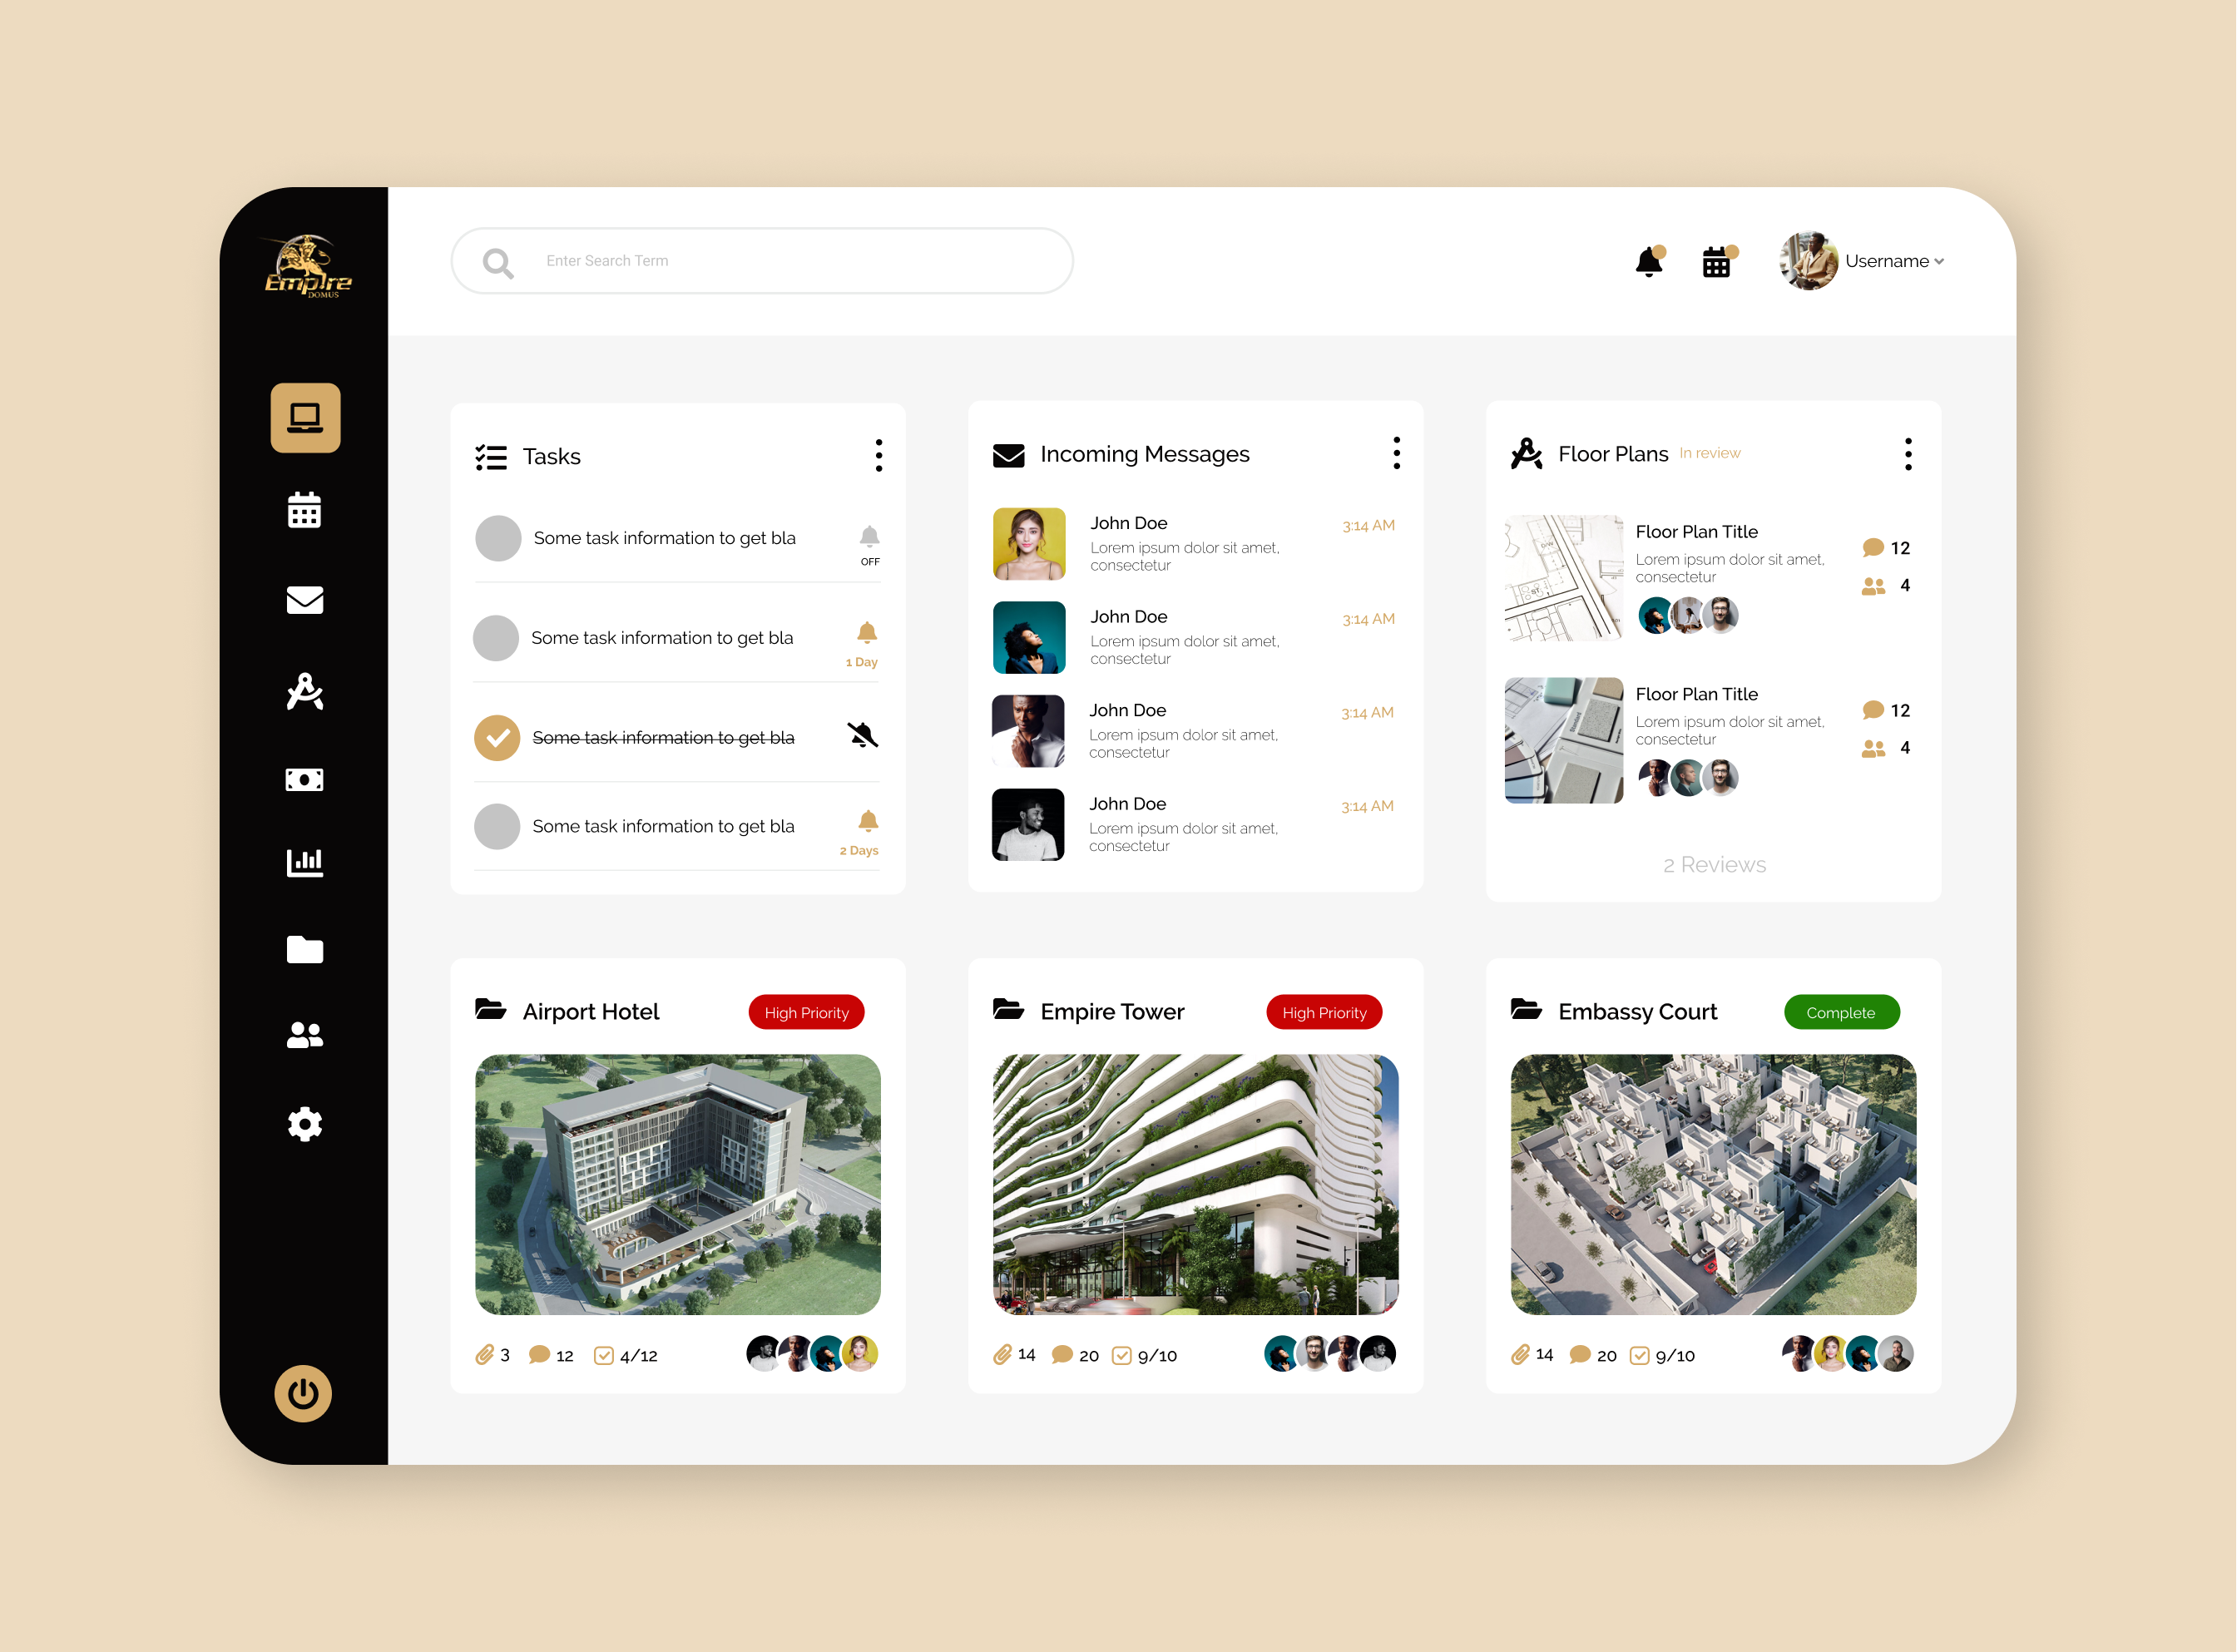 Empire
DOMUS
Enter Search Term
Username
Tasks
Some task information to get bla
OFF
Some task information to get bla
1 Day
Some task information to get bla
Some task information to get bla
2 Days
Incoming Messages
John Doe
3:14 AM
Lorem ipsum dolor sit amet,
consectetur
John Doe
3:14 AM
Lorem ipsum dolor sit amet,
consectetur
John Doe
3:14 AM
Lorem ipsum dolor sit amet,
consectetur
John Doe
3:14 AM
Lorem ipsum dolor sit amet,
consectetur
Floor Plans In review
Floor Plan Title
Lorem ipsum dolor sit amet,
consectetur
12
4
Floor Plan Title
Lorem ipsum dolor sit amet,
consectetur
12
4
2 Reviews
Airport Hotel
High Priority
3 12 4/12
Empire Tower
High Priority
14 20 9/10
Embassy Court
Complete
14 20 9/10